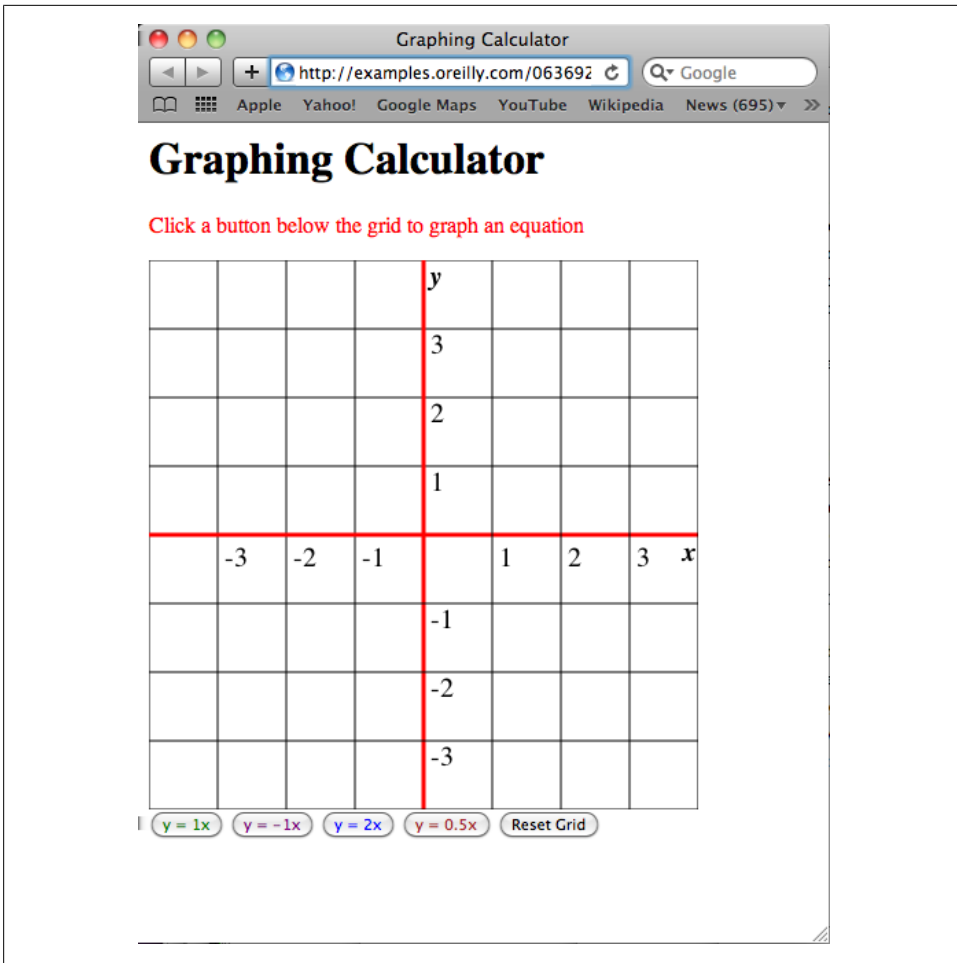 Graphing Calculator
+ http://examples.oreilly.com/063692 Google
Apple Yahoo! Google Maps YouTube Wikipedia News (695)
Graphing Calculator
Click a button below the grid to graph an equation
y
3
2
1
-3 -2 -1 1 2 3 x
-1
-2
-3
y = 1x y = -1x y = 2x y = 0.5x Reset Grid